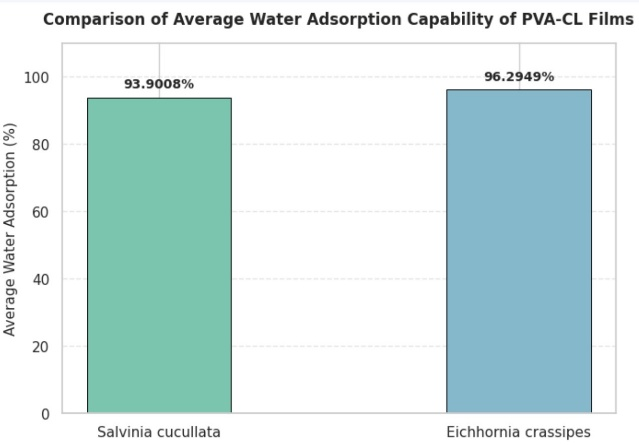 Comparison of Average Water Adsorption Capability of PVA-CL Films
Average Water Adsorption (%)
100
80
60
40
20
0
93.9008%
96.2949%
Salvinia cucullata
Eichhornia crassipes